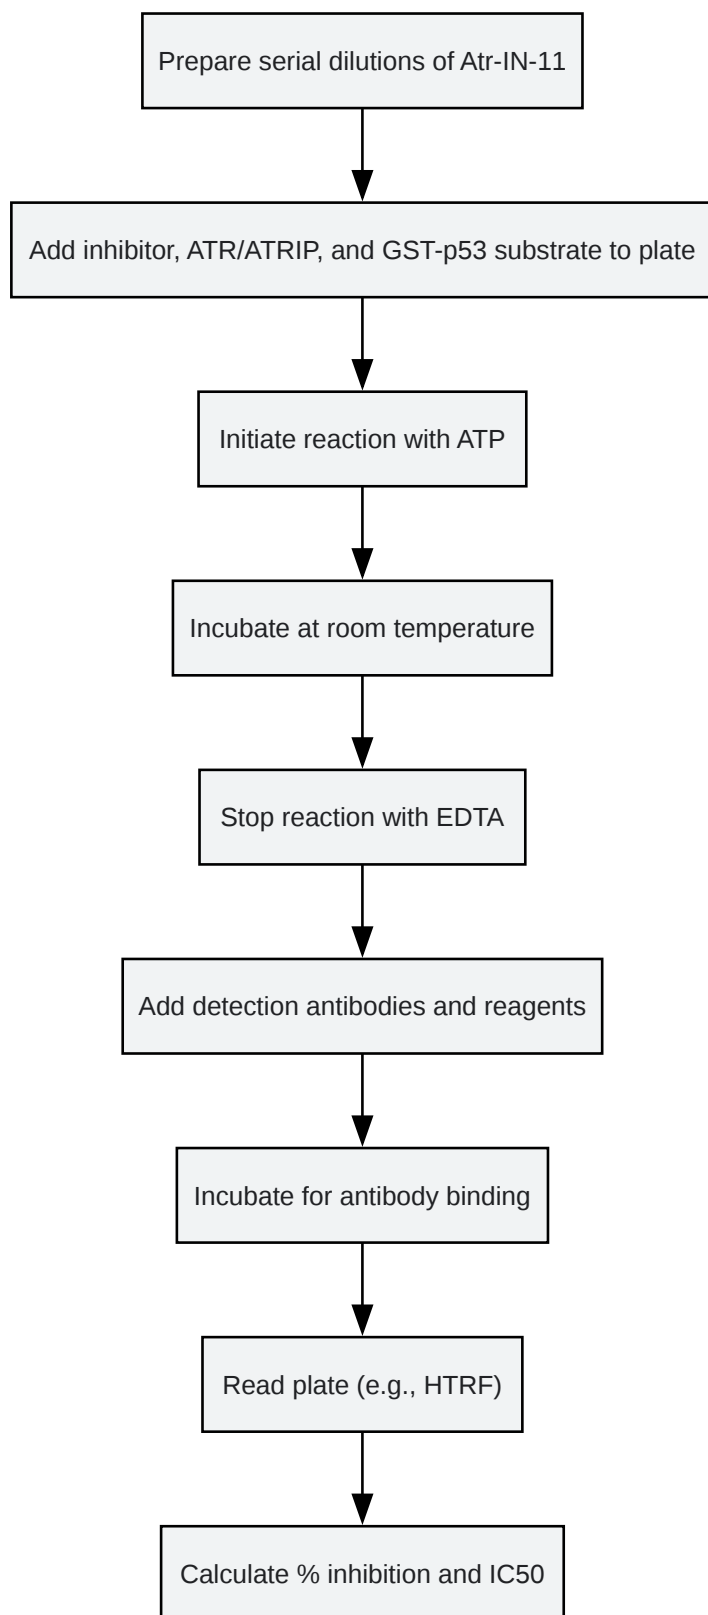 Prepare serial dilutions of Atr-IN-11
Add inhibitor, ATR/ATRIP, and GST-p53 substrate to plate
Initiate reaction with ATP
Incubate at room temperature
Stop reaction with EDTA
Add detection antibodies and reagents
Incubate for antibody binding
Read plate (e.g., HTRF)
Calculate % inhibition and IC50